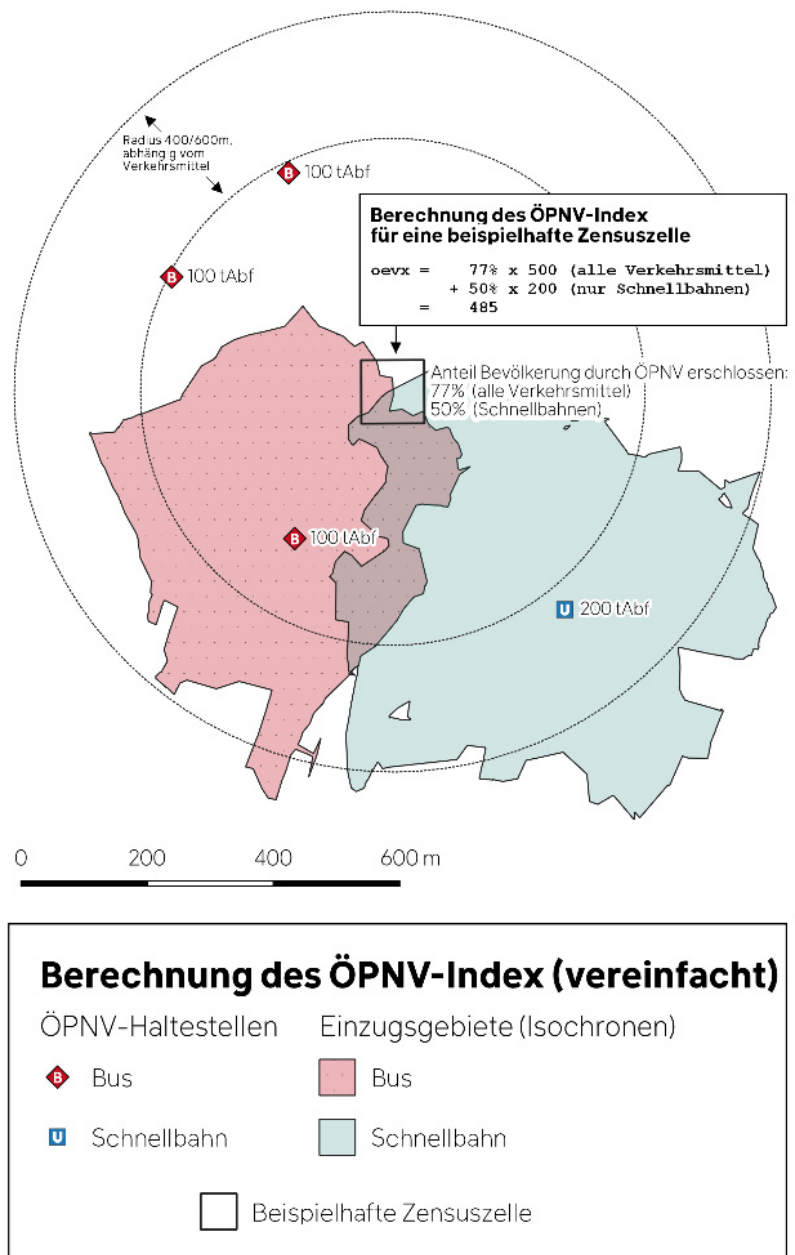 Radius 400/600m,
abhäng g vom
Verkehrsmittel
B 100 tAbf
B 100 tAbf
Berechnung des ÖPNV-Index
für eine beispielhafte Zensuszelle
oevx = 77% x 500 (alle Verkehrsmittel)
+ 50% x 200 (nur Schnellbahnen)
= 485
Anteil Bevölkerung durch ÖPNV erschlossen:
77% (alle Verkehrsmittel)
50% (Schnellbahnen)
B 100 tAbf
U 200 tAbf
0 200 400 600 m
Berechnung des ÖPNV-Index (vereinfacht)
ÖPNV-Haltestellen Einzugsgebiete (Isochronen)
B Bus Bus
U Schnellbahn Schnellbahn
Beispielhafte Zensuszelle